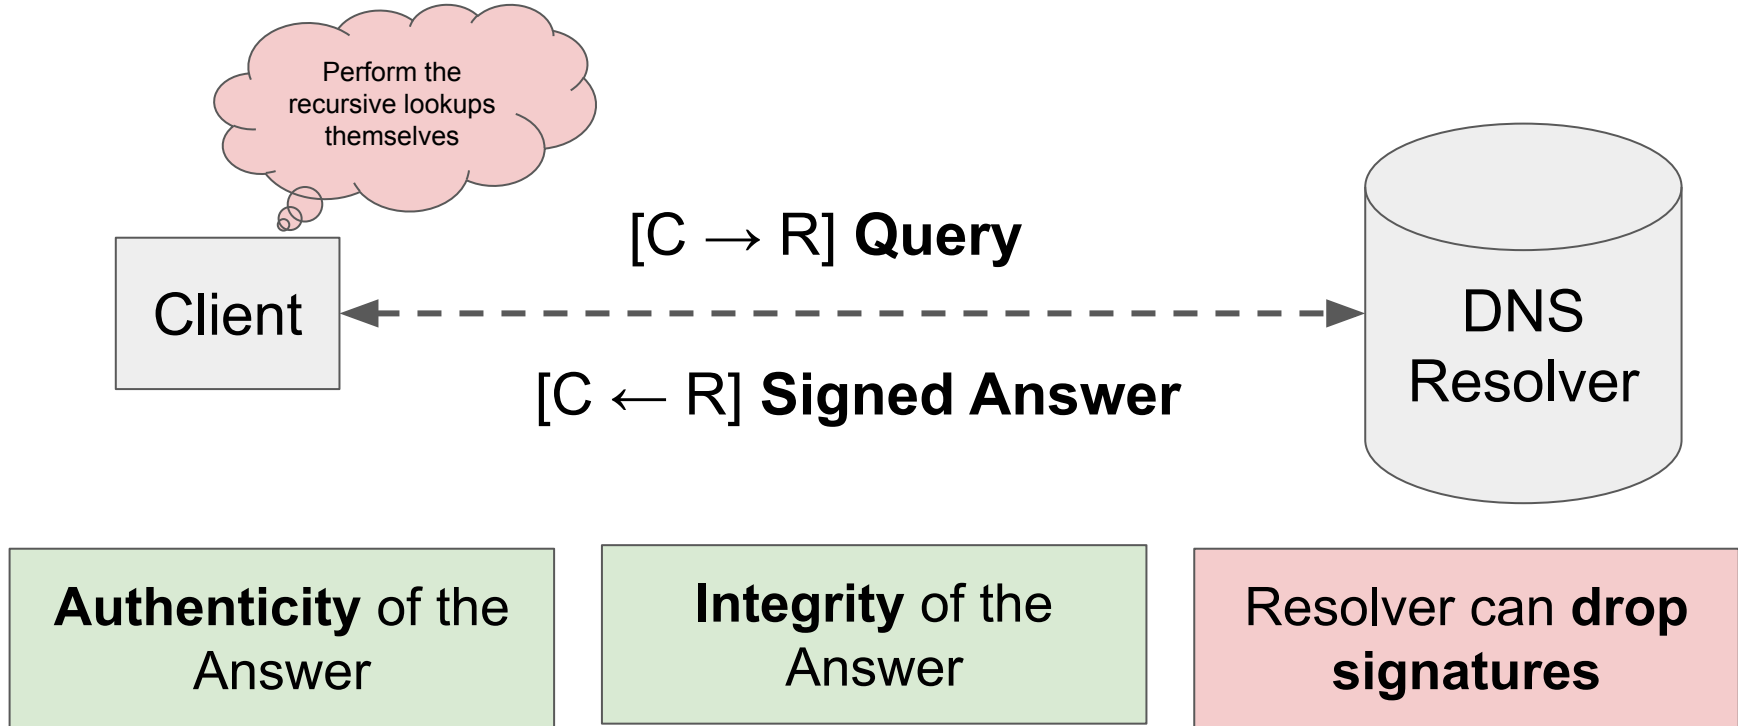 Perform the
recursive lookups
themselves
[C → R] Query
Client
DNS
Resolver
[C ← R] Signed Answer
Authenticity of the
Answer
Integrity of the
Answer
Resolver can drop
signatures